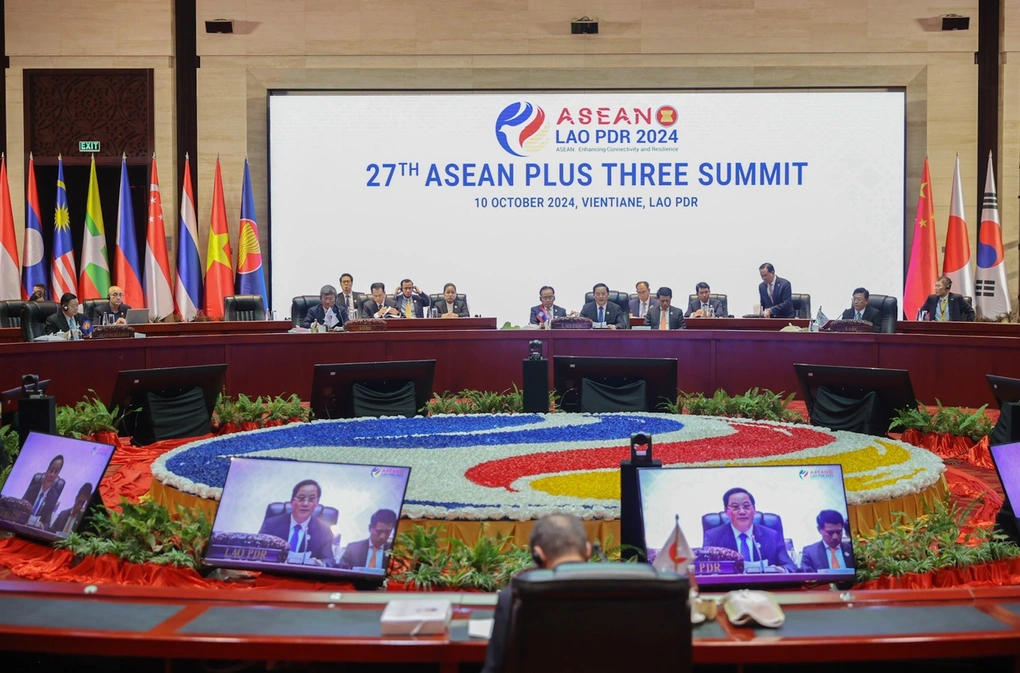 EXIT
ASEAN
LAO PDR 2024
ASEAN: Enhancing Connectivity and Resilience
27TH ASEAN PLUS THREE SUMMIT
10 OCTOBER 2024, VIENTIANE, LAO PDR
LAO PDR
PDR